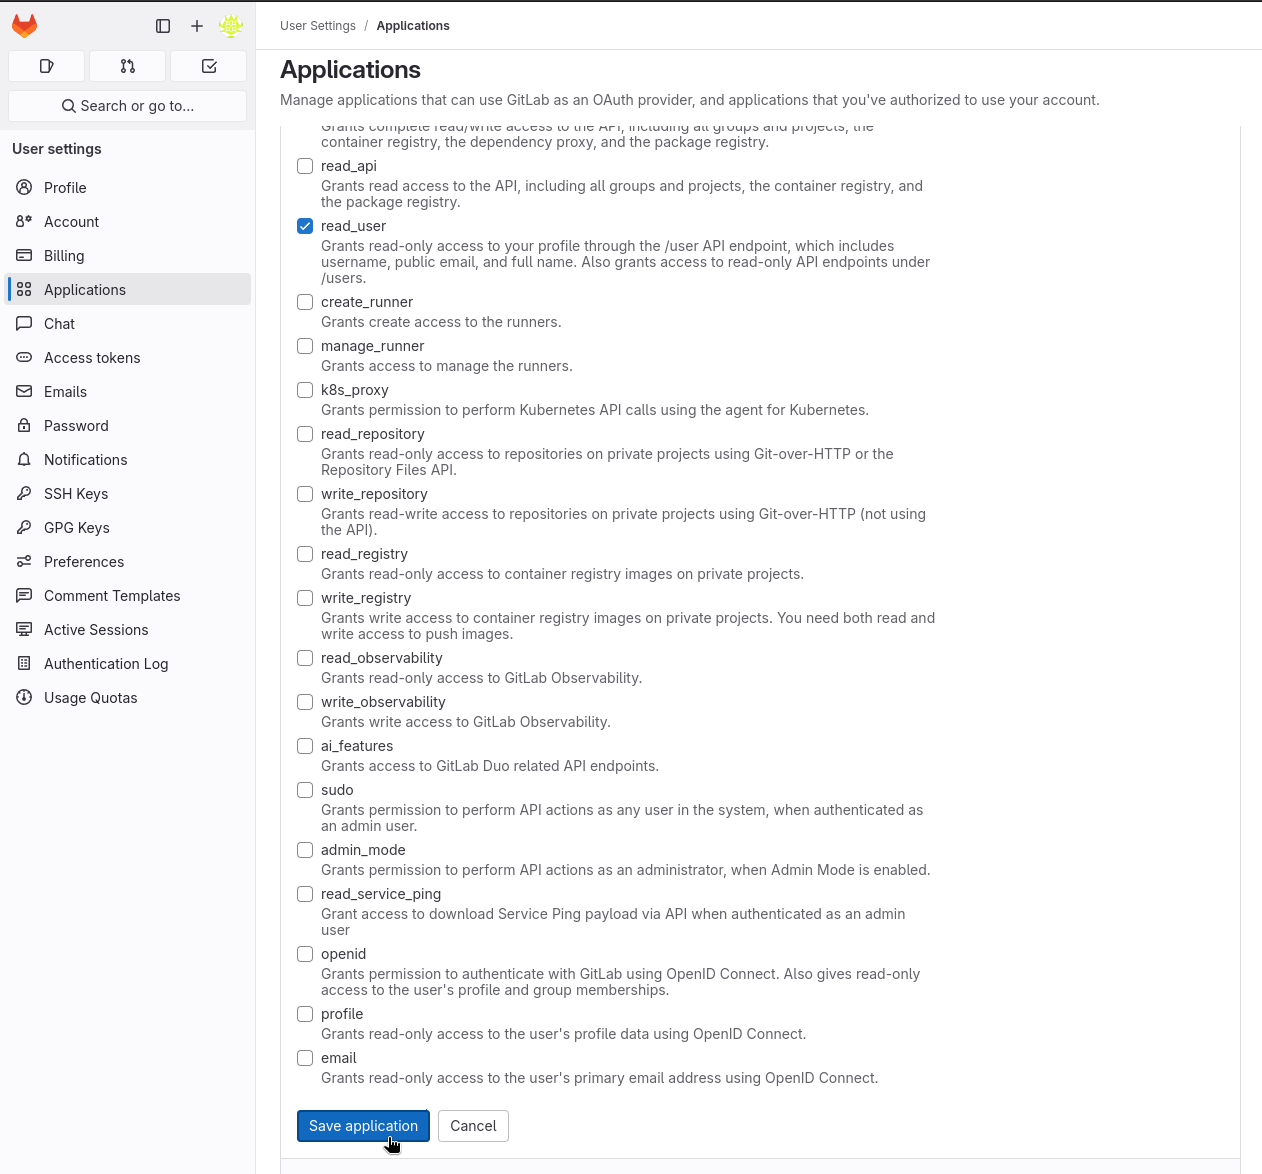 User Settings / Applications
Search or go to...
User settings
Profile
Account
Billing
Applications
Chat
Access tokens
Emails
Password
Notifications
SSH Keys
GPG Keys
Preferences
Comment Templates
Active Sessions
Authentication Log
Usage Quotas
Applications
Manage applications that can use GitLab as an OAuth provider, and applications that you've authorized to use your account.
Grants complete read/write access to the API, including all groups and projects, the
container registry, the dependency proxy, and the package registry.
read_api
Grants read access to the API, including all groups and projects, the container registry, and
the package registry.
read_user
Grants read-only access to your profile through the /user API endpoint, which includes
username, public email, and full name. Also grants access to read-only API endpoints under
/users.
create_runner
Grants create access to the runners.
manage_runner
Grants access to manage the runners.
k8s_proxy
Grants permission to perform Kubernetes API calls using the agent for Kubernetes.
read_repository
Grants read-only access to repositories on private projects using Git-over-HTTP or the
Repository Files API.
write_repository
Grants read-write access to repositories on private projects using Git-over-HTTP (not using
the API).
read_registry
Grants read-only access to container registry images on private projects.
write_registry
Grants write access to container registry images on private projects. You need both read and
write access to push images.
read_observability
Grants read-only access to GitLab Observability.
write_observability
Grants write access to GitLab Observability.
ai_features
Grants access to GitLab Duo related API endpoints.
sudo
Grants permission to perform API actions as any user in the system, when authenticated as
an admin user.
admin_mode
Grants permission to perform API actions as an administrator, when Admin Mode is enabled.
read_service_ping
Grant access to download Service Ping payload via API when authenticated as an admin
user
openid
Grants permission to authenticate with GitLab using OpenID Connect. Also gives read-only
access to the user's profile and group memberships.
profile
Grants read-only access to the user's profile data using OpenID Connect.
email
Grants read-only access to the user's primary email address using OpenID Connect.
Save application
Cancel